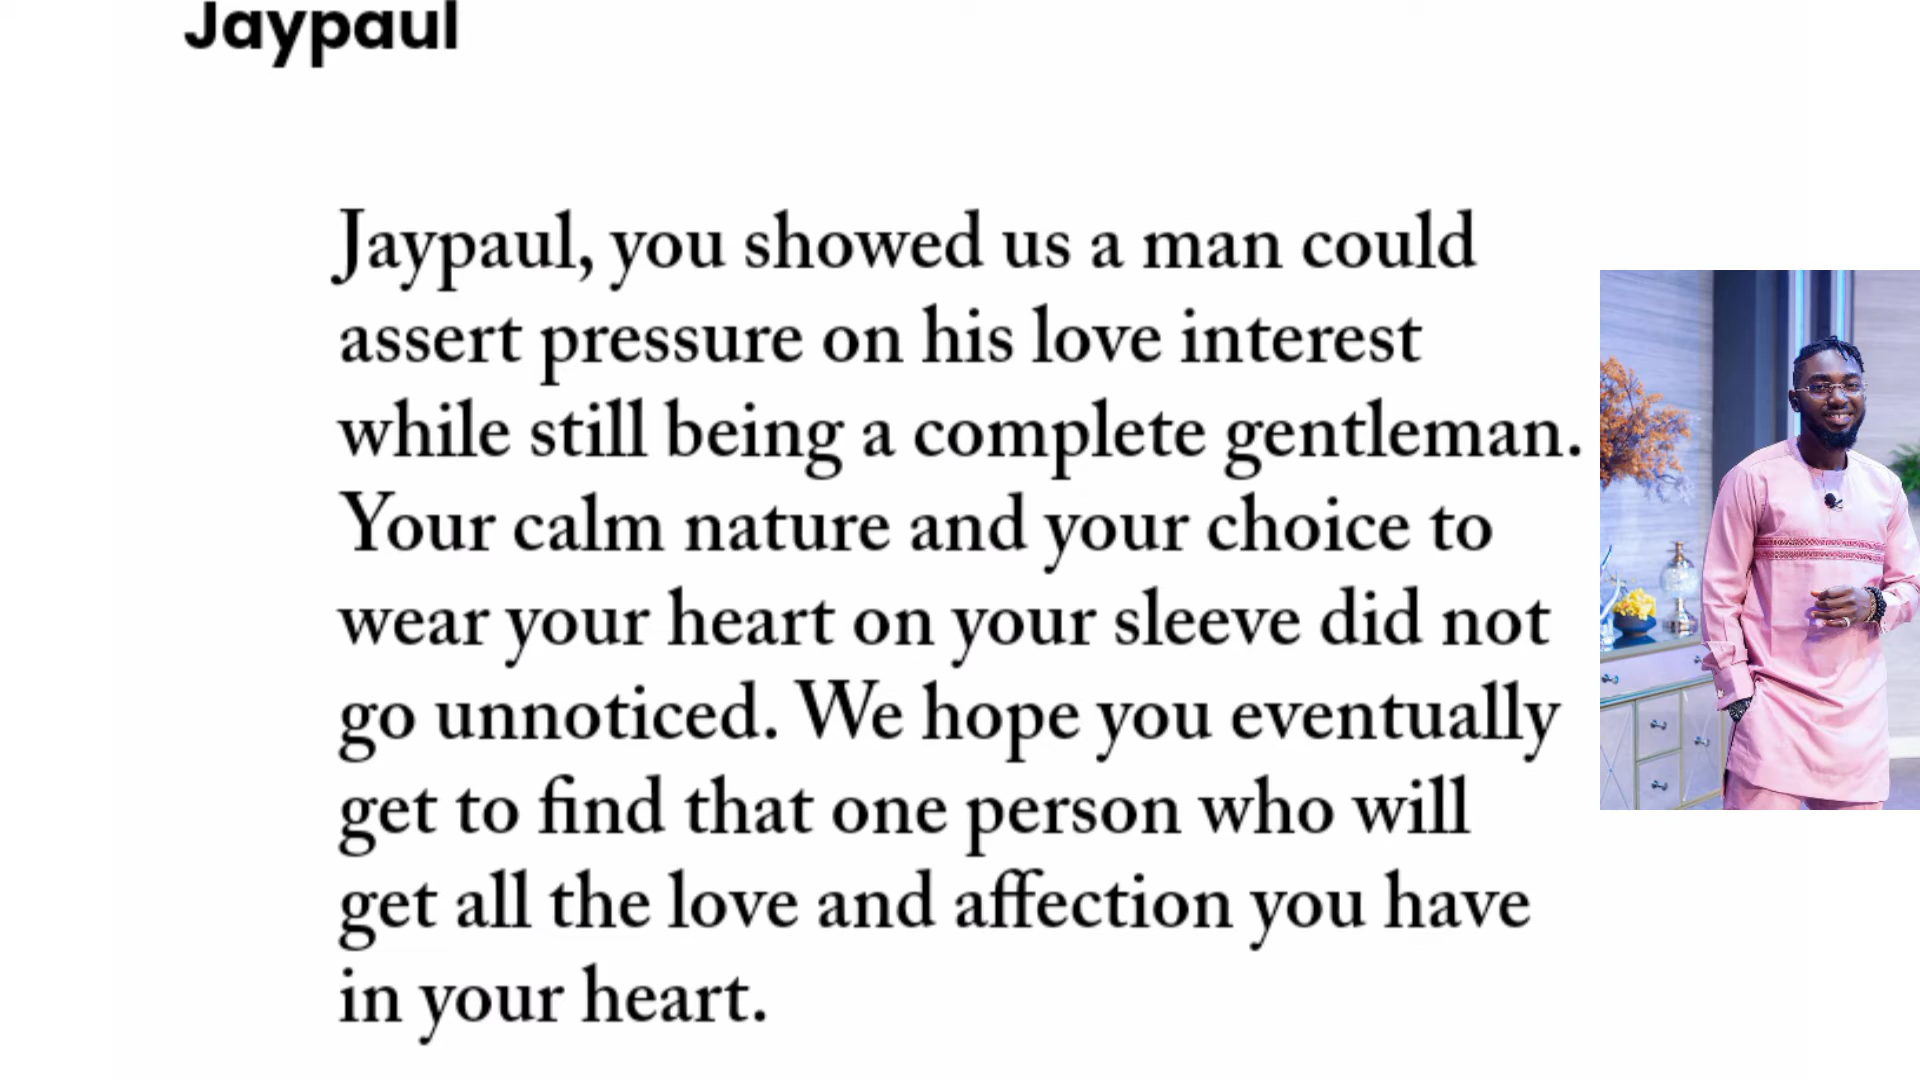 Jaypaul
Jaypaul, you showed us a man could
assert pressure on his love interest
while still being a complete gentleman.
Your calm nature and your choice to
wear your heart on your sleeve did not
go unnoticed. We hope you eventually
get to find that one person who will
get all the love and affection you have
in your heart.